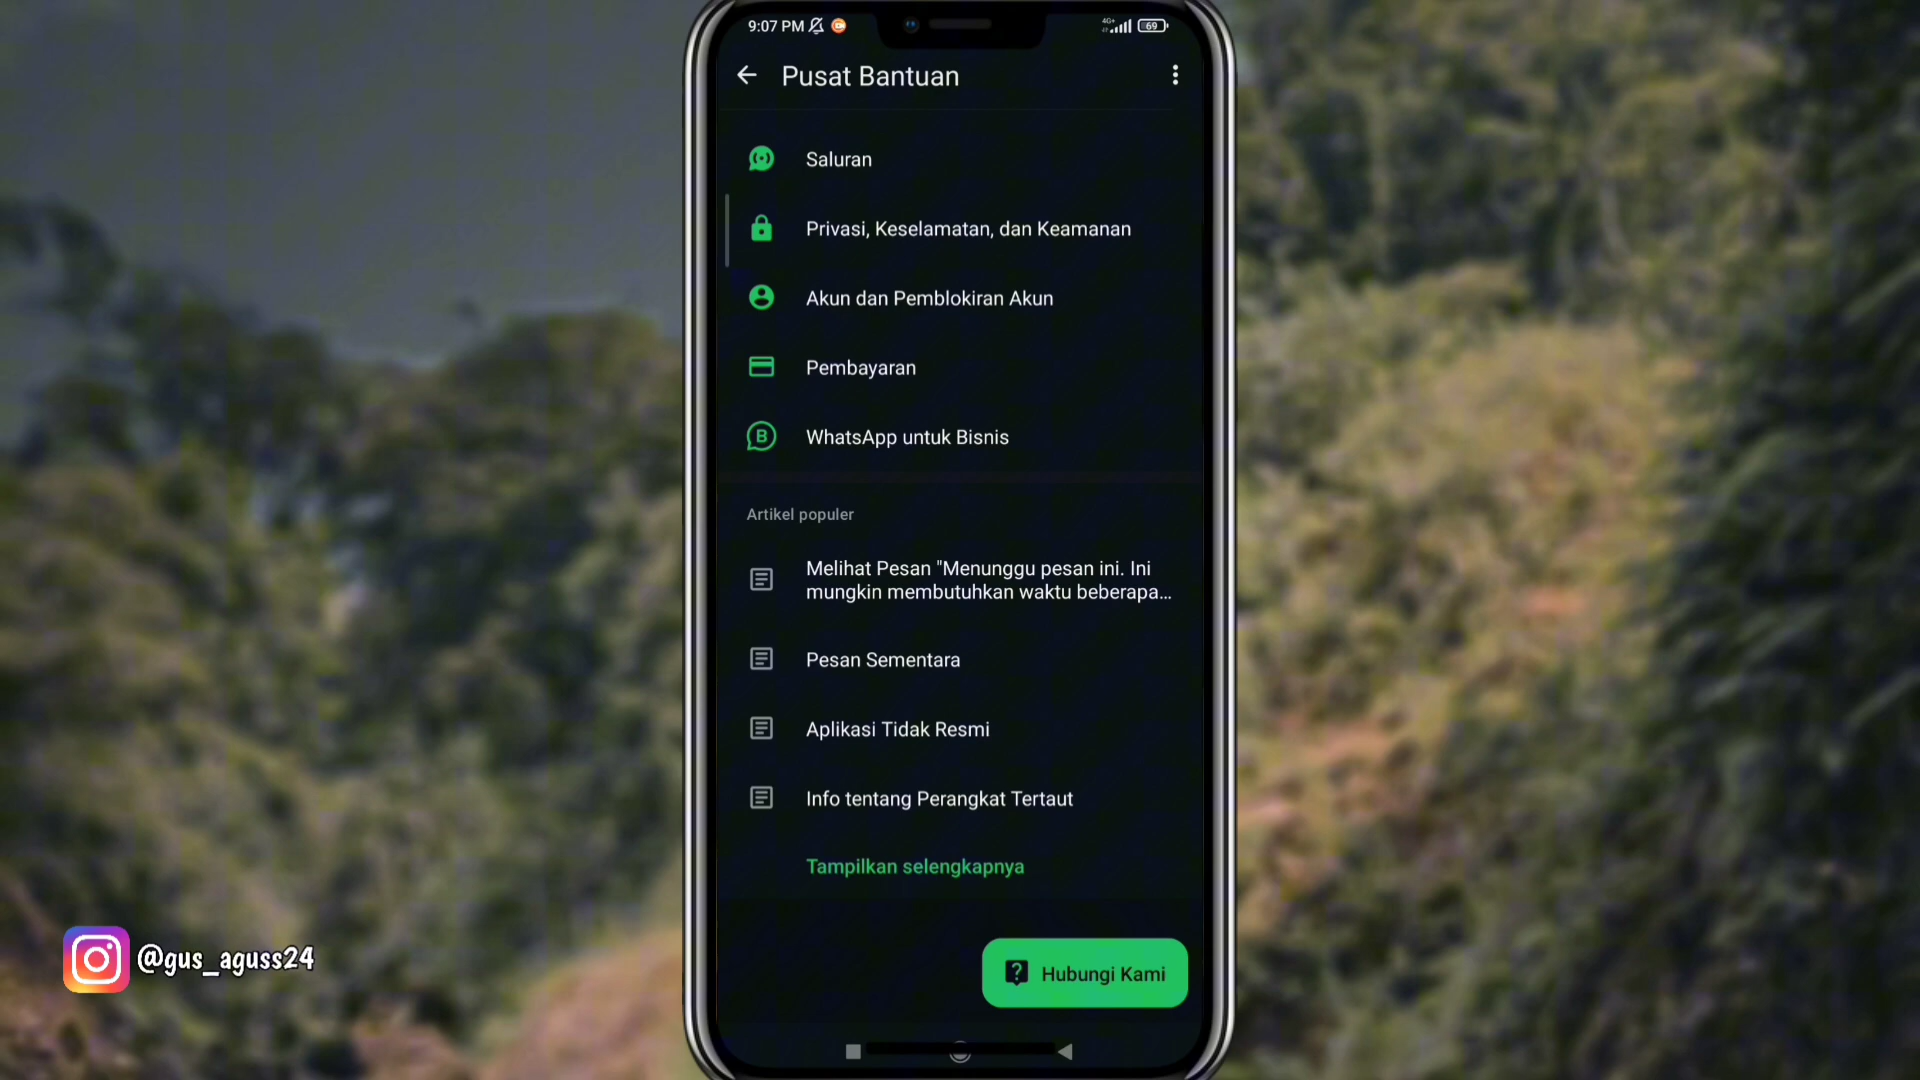 9:07 PM
4G+
69
Pusat Bantuan
Saluran
Privasi, Keselamatan, dan Keamanan
Akun dan Pemblokiran Akun
Pembayaran
B
WhatsApp untuk Bisnis
Artikel populer
Melihat Pesan "Menunggu pesan ini. Ini
mungkin membutuhkan waktu beberapa...
Pesan Sementara
Aplikasi Tidak Resmi
Info tentang Perangkat Tertaut
Tampilkan selengkapnya
? Hubungi Kami
@gus_aguss24